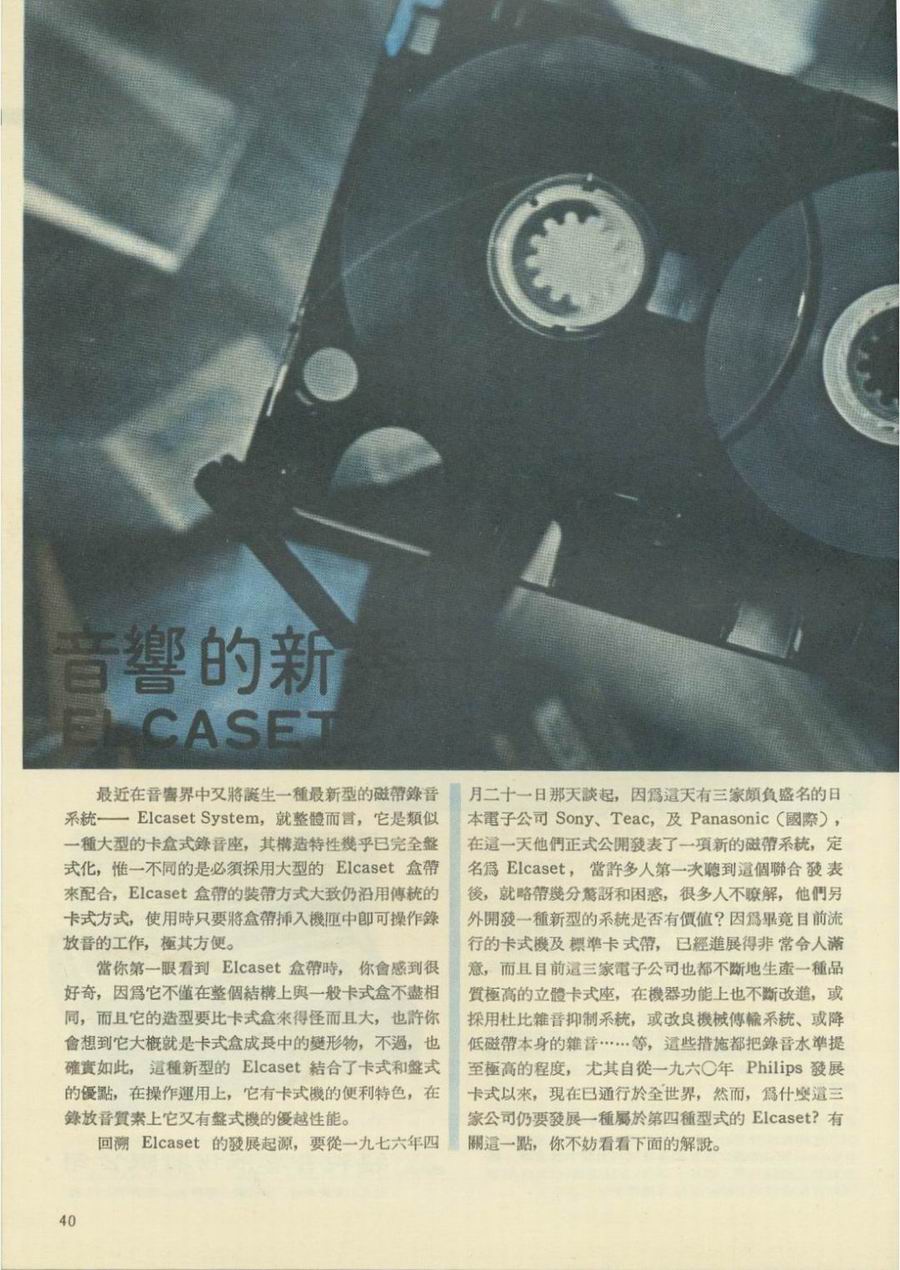 音響的新
ELCASET
最近在音響界中又將誕生一種最新型的磁帶錄音
系統—— Elcaset System，就整體而言，它是類似
一種大型的卡盒式錄音座，其構造特性幾乎已完全盤
式化，惟一不同的是必須採用大型的 Elcaset 盒帶
來配合，Elcaset 盒帶的裝帶方式大致仍沿用傳統的
卡式方式，使用時只要將盒帶挿入機匣中卽可操作錄
放音的工作，極其方便。
當你第一眼看到 Elcaset 盒帶時，你會感到很
好奇，因爲它不僅在整個結構上與一般卡式盒不盡相
同，而且它的造型要比卡式盒來得怪而且大，也許你
會想到它大槪就是卡式盒成長中的變形物，不過，也
確實如此，這種新型的 Elcaset 結合了卡式和盤式
的優點，在操作運用上，它有卡式機的便利特色，在
錄放音質素上它又有盤式機的優越性能。
回溯 Elcaset 的發展起源，要從一九七六年四
月二十一日那天談起，因爲這天有三家頗負盛名的日
本電子公司 Sony、Teac，及 Panasonic（國際），
在這一天他們正式公開發表了一項新的磁帶系統，定
名爲 Elcaset，當許多人第一次聽到這個聯合發表
後，就略帶幾分驚訝和困惑，很多人不瞭解，他們另
外開發一種新型的系統是否有價值？因爲畢竟目前流
行的卡式機及標準卡式帶，已經進展得非常令人滿
意，而且目前這三家電子公司也都不斷地生產一種品
質極高的立體卡式座，在機器功能上也不斷改進，或
採用杜比雜音抑制系統，或改良機械傳輸系統、或降
低磁帶本身的雜音……等，這些措施都把錄音水準提
至極高的程度，尤其自從一九六〇年 Philips 發展
卡式以來，現在已通行於全世界，然而，爲什麼這三
家公司仍要發展一種屬於第四種型式的 Elcaset？有
關這一點，你不妨看看下面的解說。
40